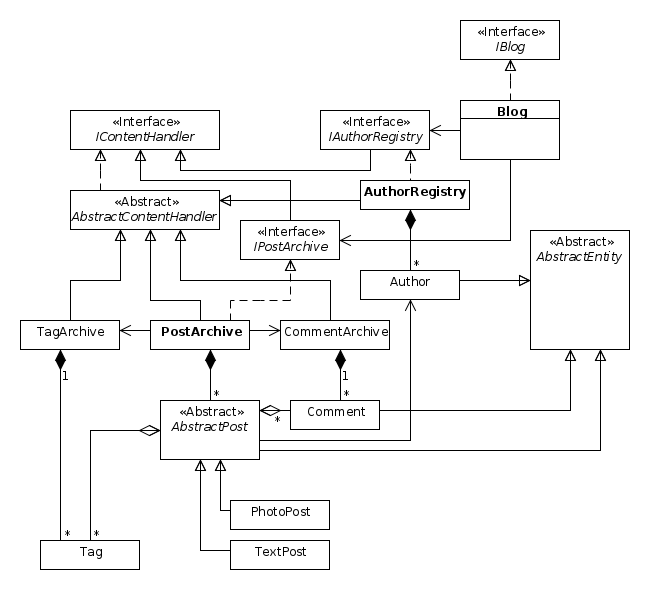 «Interface»
IBlog
Blog
«Interface»
IContentHandler
«Interface»
IAuthorRegistry
«Abstract»
AbstractContentHandler
AuthorRegistry
«Interface»
IPostArchive
«Abstract»
AbstractEntity
*
Author
TagArchive
PostArchive
CommentArchive
1
1
*
*
«Abstract»
AbstractPost
*
Comment
PhotoPost
*
*
Tag
TextPost